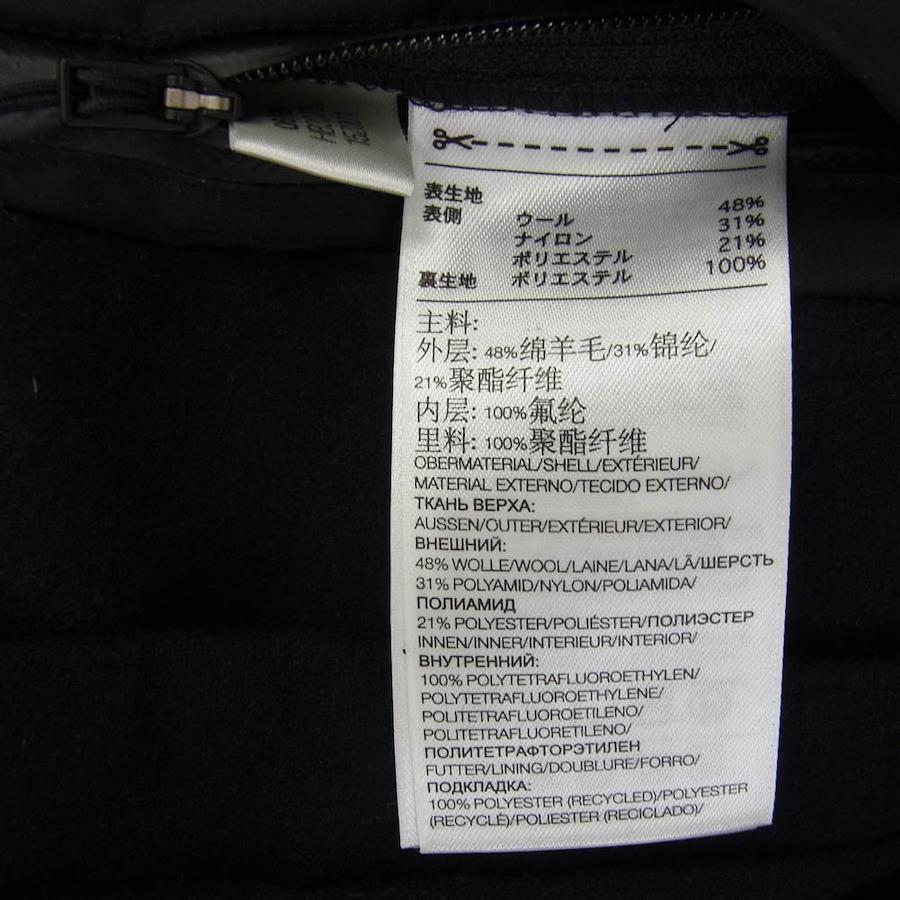 表生地
表側 ウール 48%
ナイロン 31%
ポリエステル 21%
裏生地 ポリエステル 100%
主料:
外层: 48%绵羊毛/31%锦纶/
21%聚酯纤维
内层: 100%氟纶
里料: 100%聚酯纤维
OBERMATERIAL/SHELL/EXTÉRIEUR/
MATERIAL EXTERNO/TECIDO EXTERNO/
ТКАНЬ ВЕРХА:
AUSSEN/OUTER/EXTÉRIEUR/EXTERIOR/
ВНЕШНИЙ:
48% WOLLE/WOOL/LAINE/LANA/LÃ/ШЕРСТЬ
31% POLYAMID/NYLON/POLIAMIDA/
ПОЛИАМИД
21% POLYESTER/POLIÉSTER/ПОЛИЭСТЕР
INNEN/INNER/INTERIEUR/INTERIOR/
ВНУТРЕННИЙ:
100% POLYTETRAFLUOROETHYLEN/
POLYTETRAFLUOROETHYLENE/
POLITETRAFLUOROETILENO/
POLITETRAFLUORETILENO/
ПОЛИТЕТРАФТОРЭТИЛЕН
FUTTER/LINING/DOUBLURE/FORRO/
ПОДКЛАДКА:
100% POLYESTER (RECYCLED)/POLYESTER
(RECYCLÉ)/POLIESTER (RECICLADO)/